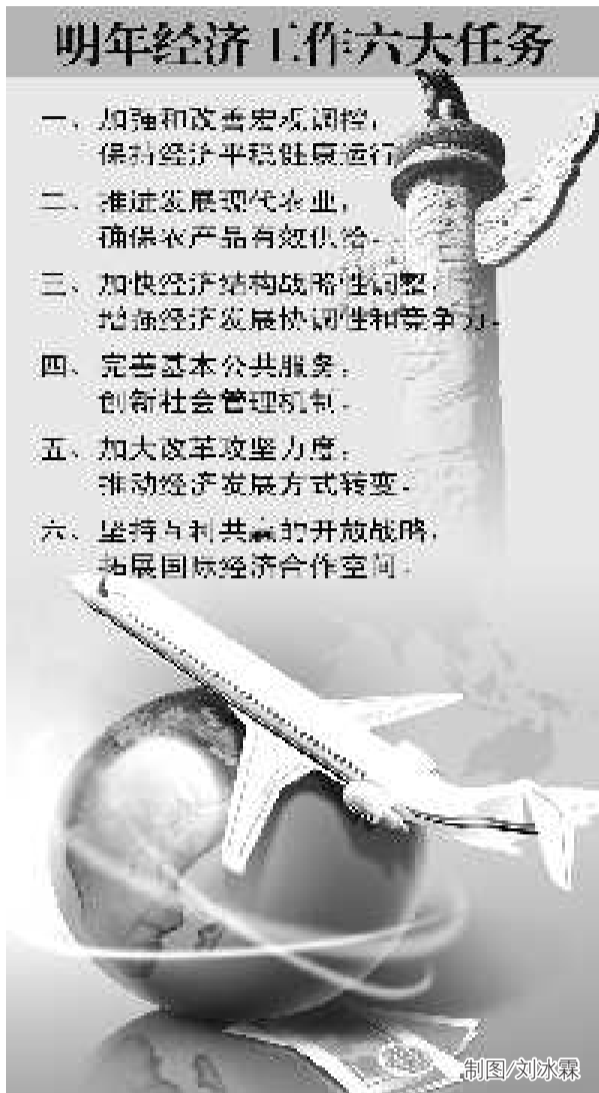 明年经济工作六大任务
一、加强和改善宏观调控，
保持经济平稳健康运行
二、推进发展现代农业，
确保农产品有效供给。
三、加快经济结构战略性调整，
增强经济发展协调性和竞争力。
四、完善基本公共服务，
创新社会管理机制。
五、加大改革攻坚力度，
推动经济发展方式转变。
六、坚持互利共赢的开放战略，
拓展国际经济合作空间。
制图/刘冰霖